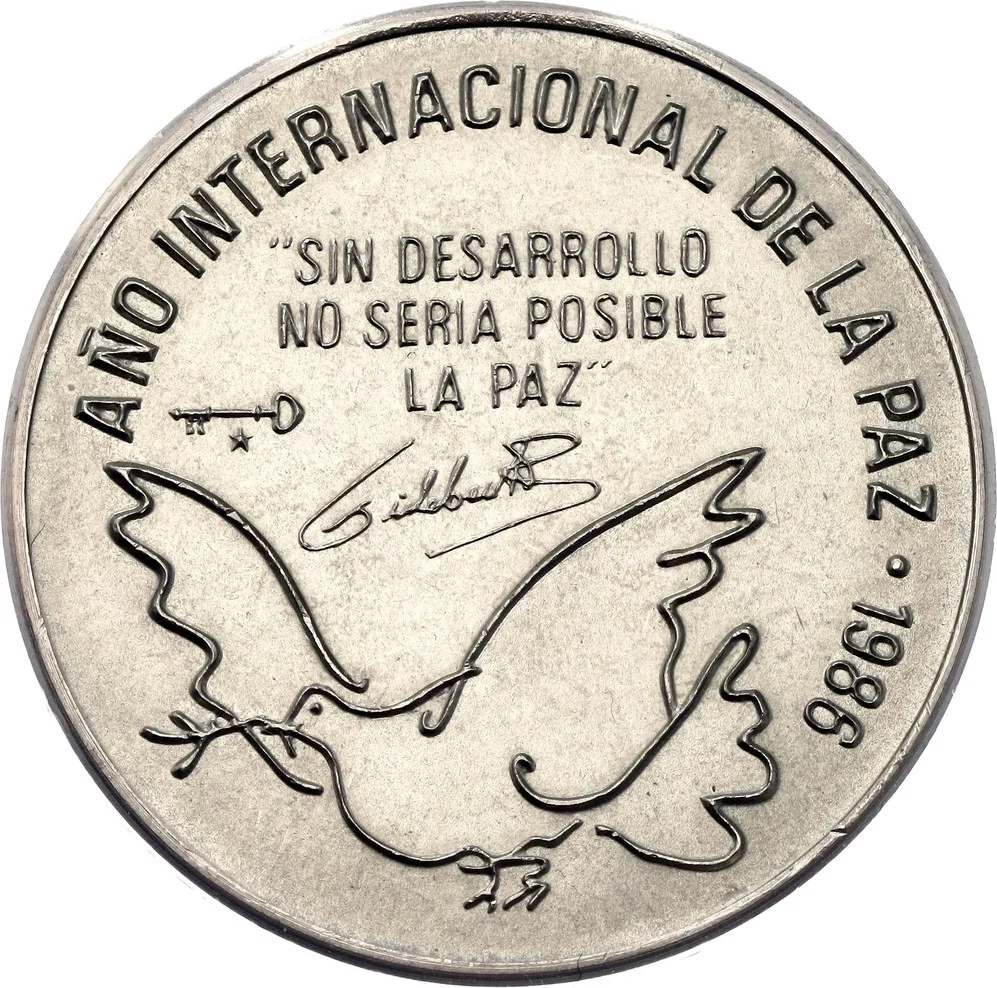 AÑO INTERNACIONAL DE LA PAZ · 1986
"SIN DESARROLLO
NO SERIA POSIBLE
LA PAZ"